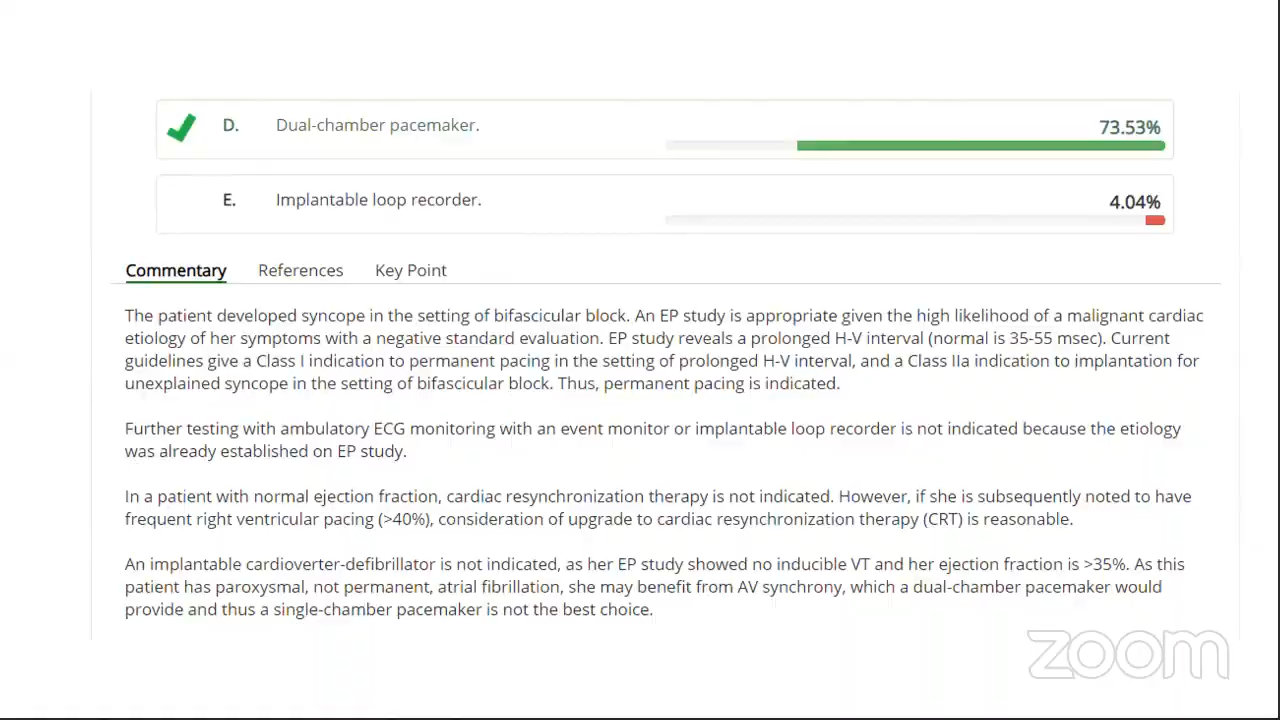 D. Dual-chamber pacemaker. 73.53%
E. Implantable loop recorder. 4.04%
Commentary References Key Point
The patient developed syncope in the setting of bifascicular block. An EP study is appropriate given the high likelihood of a malignant cardiac
etiology of her symptoms with a negative standard evaluation. EP study reveals a prolonged H-V interval (normal is 35-55 msec). Current
guidelines give a Class I indication to permanent pacing in the setting of prolonged H-V interval, and a Class IIa indication to implantation for
unexplained syncope in the setting of bifascicular block. Thus, permanent pacing is indicated.
Further testing with ambulatory ECG monitoring with an event monitor or implantable loop recorder is not indicated because the etiology
was already established on EP study.
In a patient with normal ejection fraction, cardiac resynchronization therapy is not indicated. However, if she is subsequently noted to have
frequent right ventricular pacing (>40%), consideration of upgrade to cardiac resynchronization therapy (CRT) is reasonable.
An implantable cardioverter-defibrillator is not indicated, as her EP study showed no inducible VT and her ejection fraction is >35%. As this
patient has paroxysmal, not permanent, atrial fibrillation, she may benefit from AV synchrony, which a dual-chamber pacemaker would
provide and thus a single-chamber pacemaker is not the best choice.
zoom